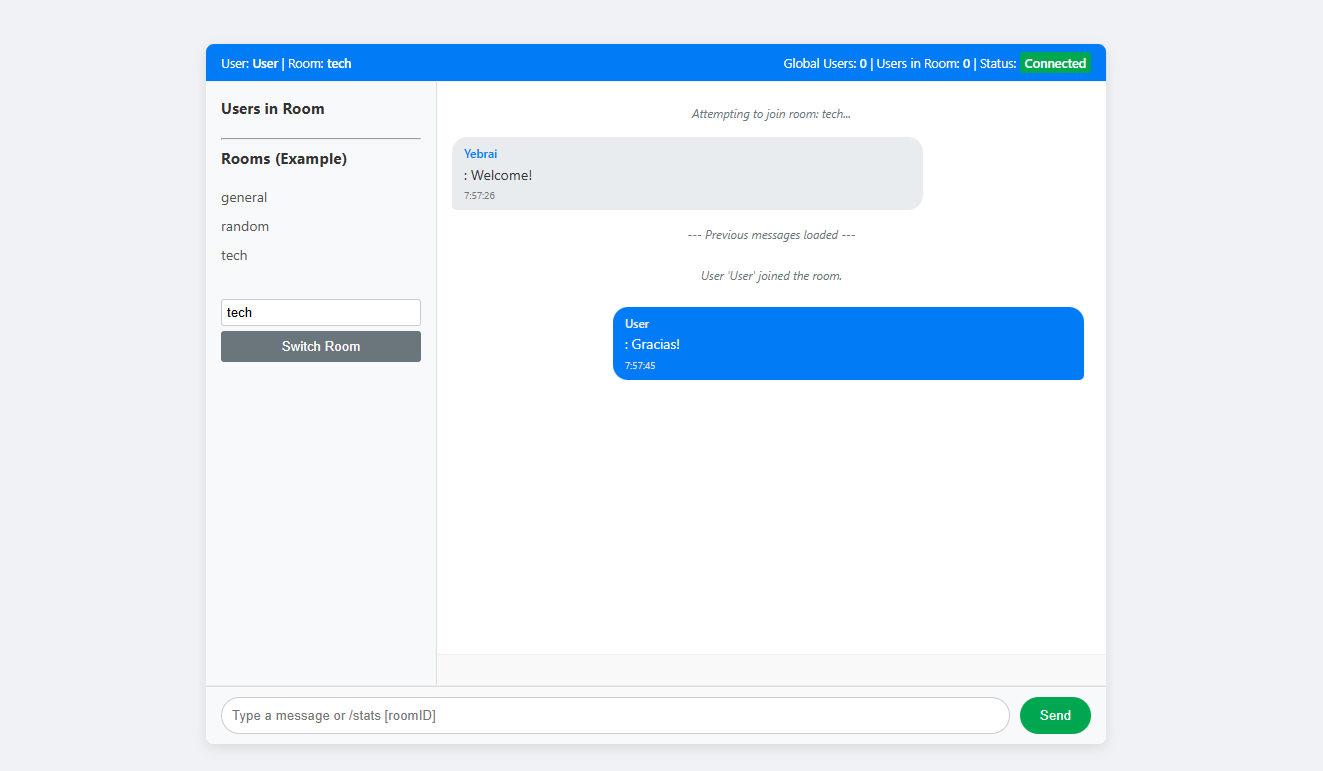 User: User | Room: tech
Global Users: 0 | Users in Room: 0 | Status: Connected
Users in Room
Rooms (Example)
general
random
tech
tech
Switch Room
Attempting to join room: tech...
Yebrai
: Welcome!
7:57:26
--- Previous messages loaded ---
User 'User' joined the room.
User
: Gracias!
7:57:45
Type a message or /stats [roomID]
Send